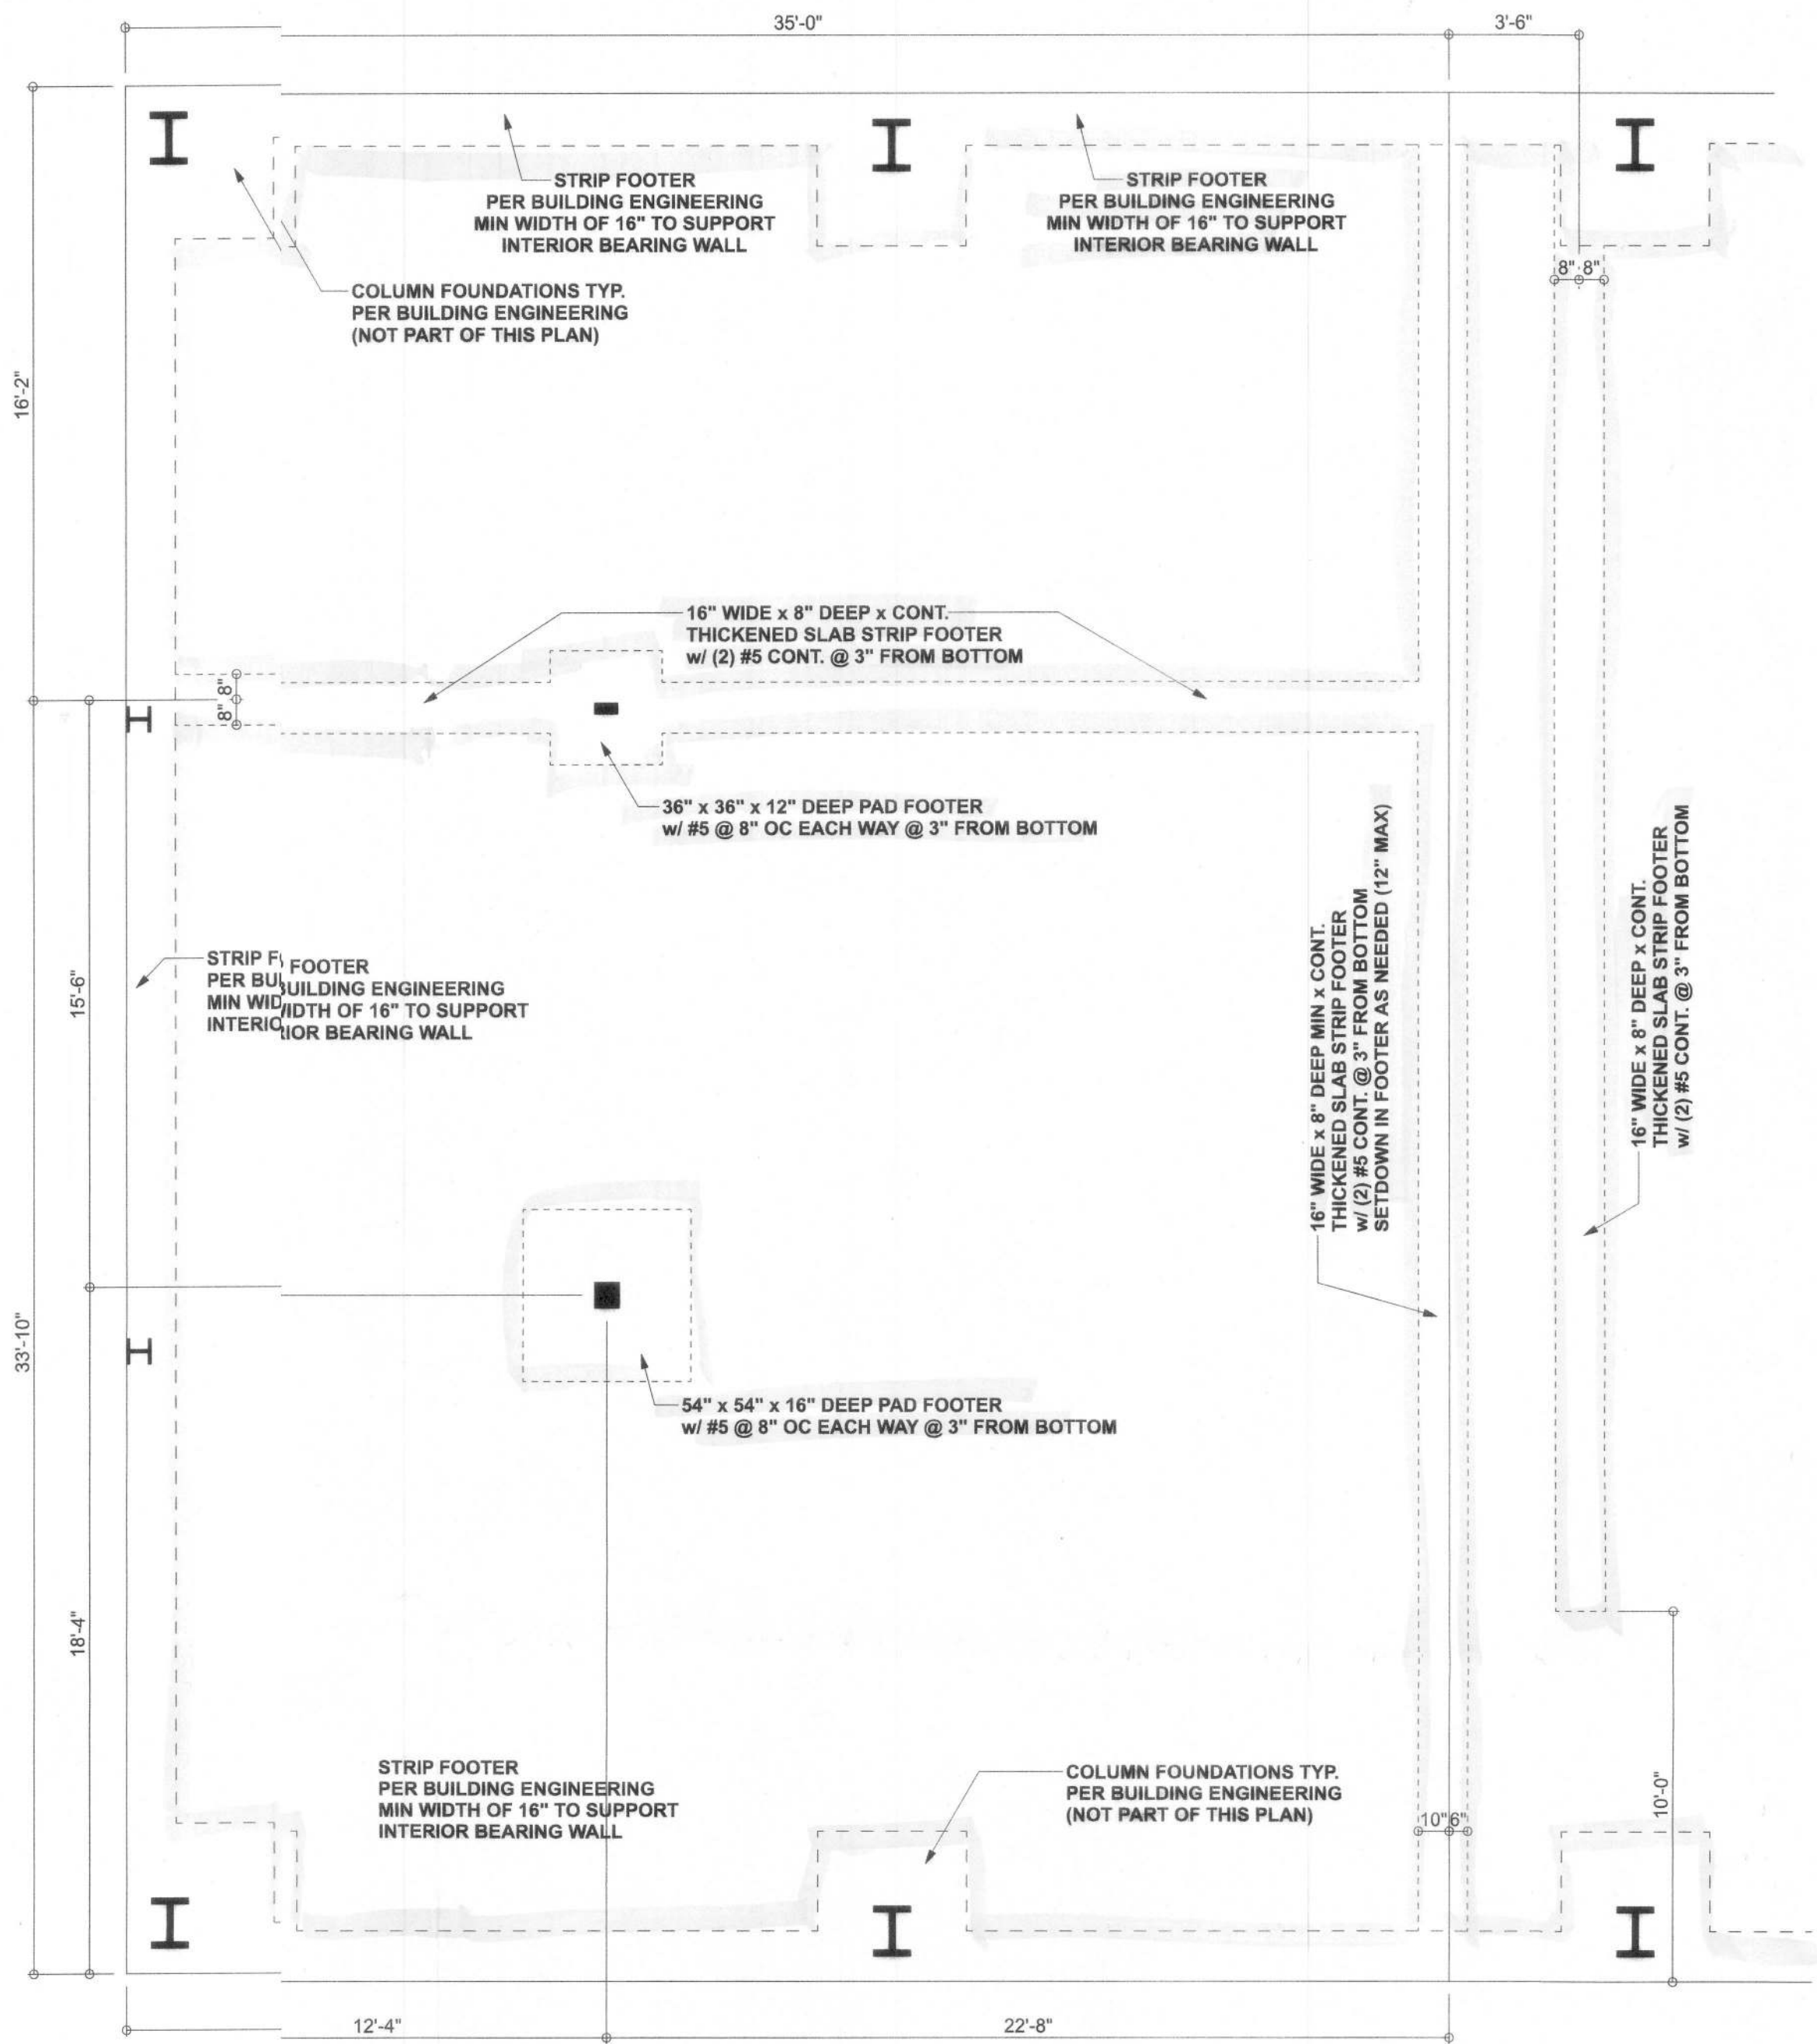 35'-0"
3'-6"
STRIP FOOTER
PER BUILDING ENGINEERING
MIN WIDTH OF 16" TO SUPPORT
INTERIOR BEARING WALL
STRIP FOOTER
PER BUILDING ENGINEERING
MIN WIDTH OF 16" TO SUPPORT
INTERIOR BEARING WALL
8" 8"
COLUMN FOUNDATIONS TYP.
PER BUILDING ENGINEERING
(NOT PART OF THIS PLAN)
16'-2"
16" WIDE x 8" DEEP x CONT.
THICKENED SLAB STRIP FOOTER
w/ (2) #5 CONT. @ 3" FROM BOTTOM
8" 8"
36" x 36" x 12" DEEP PAD FOOTER
w/ #5 @ 8" OC EACH WAY @ 3" FROM BOTTOM
STRIP F FOOTER
PER BU BUILDING ENGINEERING
MIN WID IDTH OF 16" TO SUPPORT
INTERIO RIOR BEARING WALL
15'-6"
16" WIDE x 8" DEEP MIN x CONT.
THICKENED SLAB STRIP FOOTER
w/ (2) #5 CONT. @ 3" FROM BOTTOM
SETDOWN IN FOOTER AS NEEDED (12" MAX)
16" WIDE x 8" DEEP x CONT.
THICKENED SLAB STRIP FOOTER
w/ (2) #5 CONT. @ 3" FROM BOTTOM
33'-10"
54" x 54" x 16" DEEP PAD FOOTER
w/ #5 @ 8" OC EACH WAY @ 3" FROM BOTTOM
18'-4"
STRIP FOOTER
PER BUILDING ENGINEERING
MIN WIDTH OF 16" TO SUPPORT
INTERIOR BEARING WALL
COLUMN FOUNDATIONS TYP.
PER BUILDING ENGINEERING
(NOT PART OF THIS PLAN)
10" 6"
10'-0"
12'-4"
22'-8"